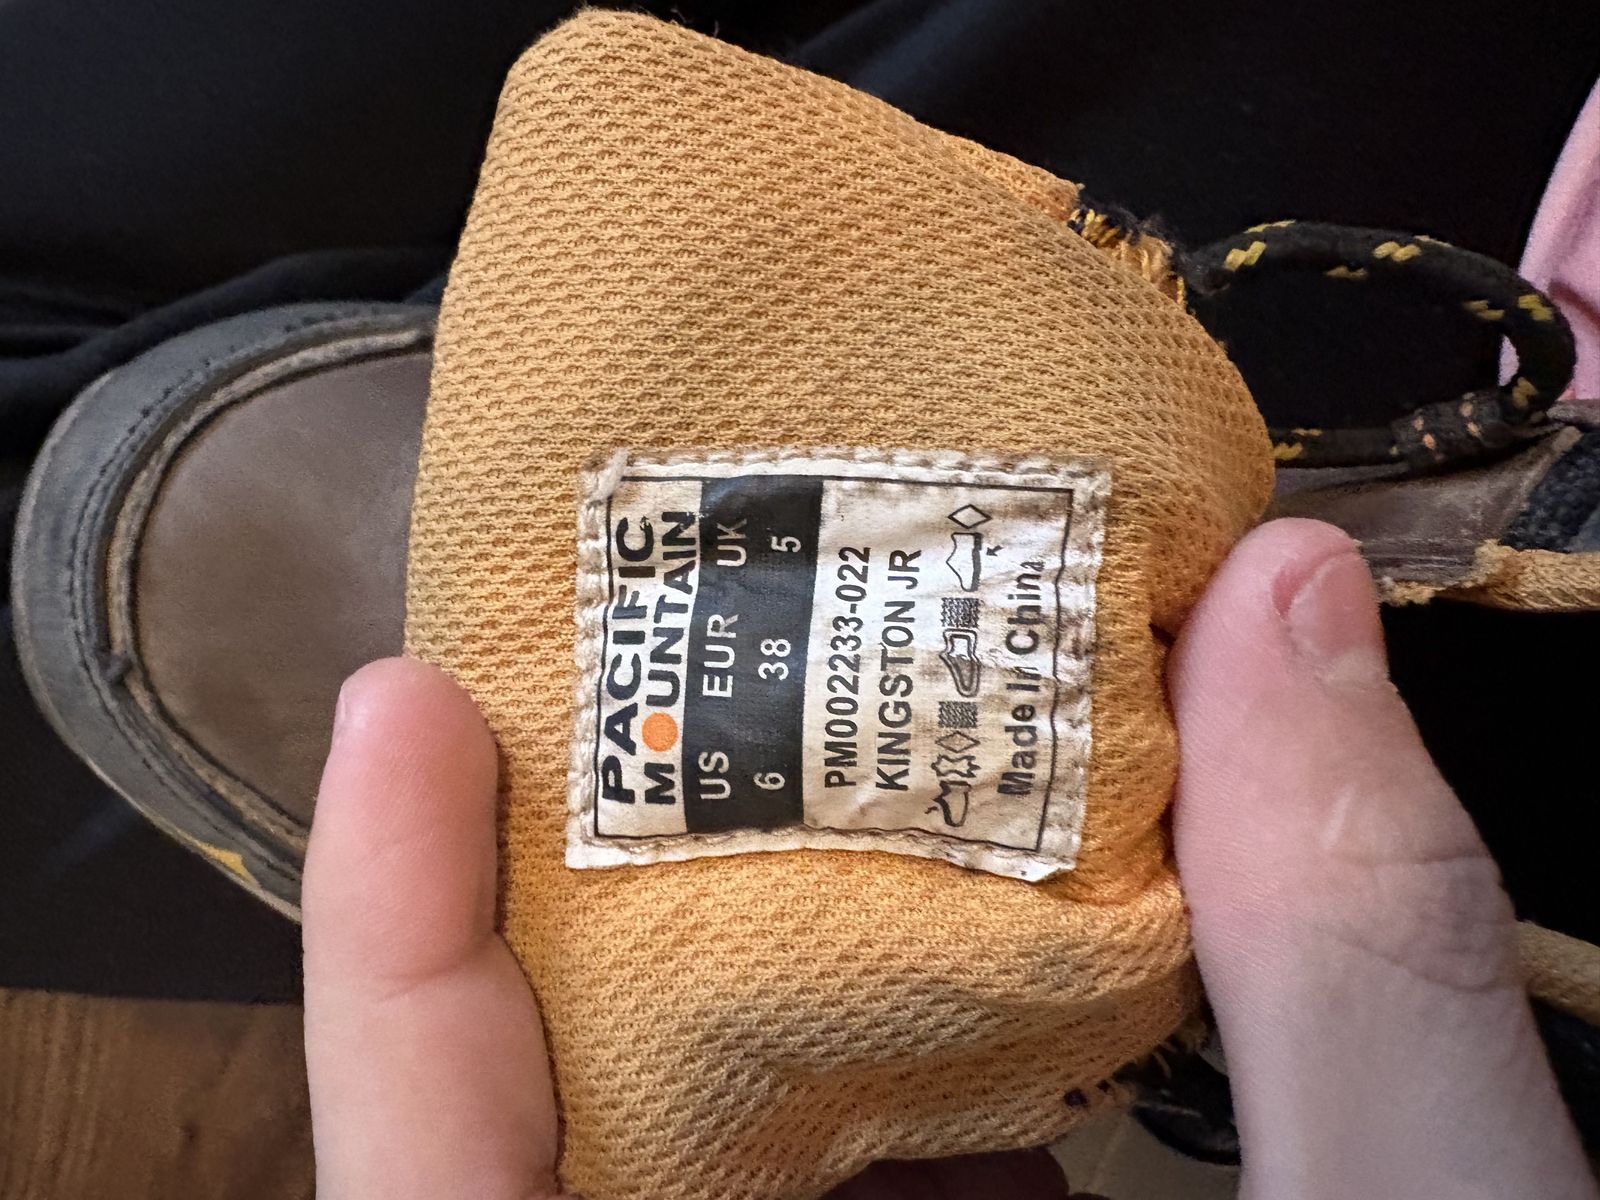 PACIFIC
MOUNTAIN
US EUR UK
6 38 5
PM002233-022
KINGSTON JR
Made In China